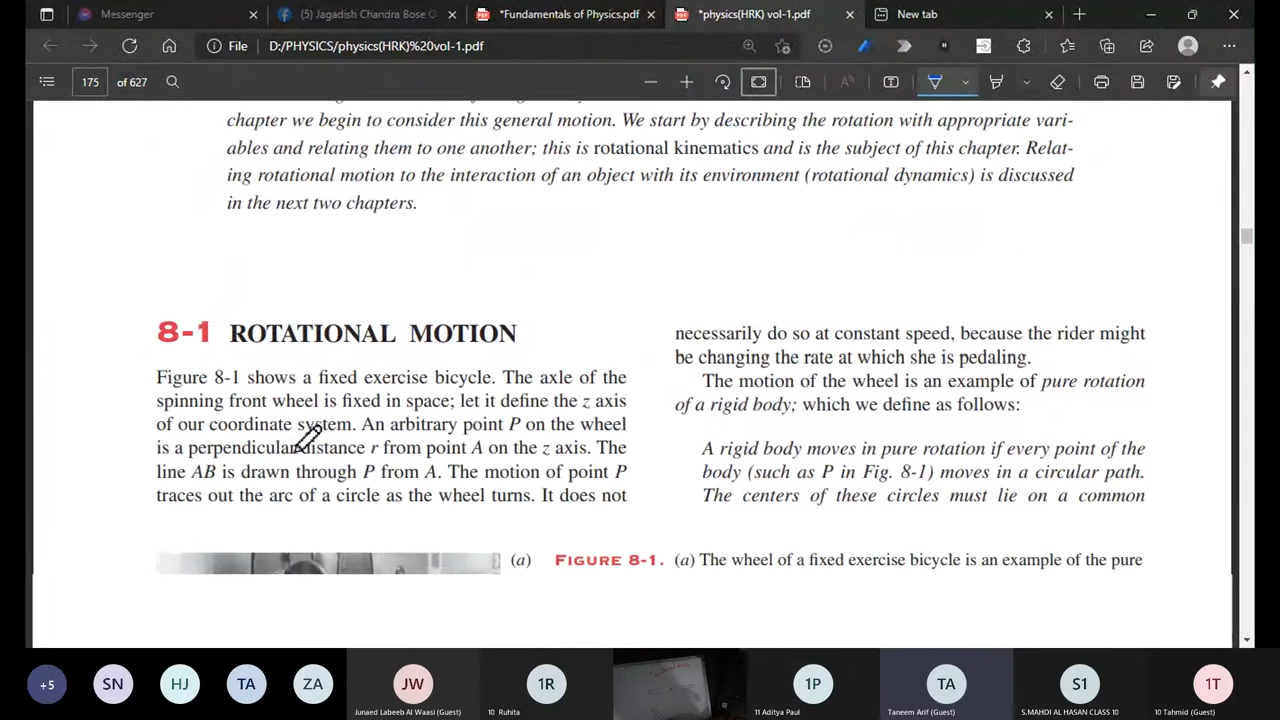 Messenger
(5) Jagadish Chandra Bose O
*Fundamentals of Physics.pdf
*physics(HRK) vol-1.pdf
New tab
File
D:/PHYSICS/physics(HRK)%20vol-1.pdf
175 of 627
chapter we begin to consider this general motion. We start by describing the rotation with appropriate vari-
ables and relating them to one another; this is rotational kinematics and is the subject of this chapter. Relat-
ing rotational motion to the interaction of an object with its environment (rotational dynamics) is discussed
in the next two chapters.
8-1 ROTATIONAL MOTION
Figure 8-1 shows a fixed exercise bicycle. The axle of the
spinning front wheel is fixed in space; let it define the z axis
of our coordinate system. An arbitrary point P on the wheel
is a perpendicular distance r from point A on the z axis. The
line AB is drawn through P from A. The motion of point P
traces out the arc of a circle as the wheel turns. It does not
necessarily do so at constant speed, because the rider might
be changing the rate at which she is pedaling.
The motion of the wheel is an example of pure rotation
of a rigid body; which we define as follows:
A rigid body moves in pure rotation if every point of the
body (such as P in Fig. 8-1) moves in a circular path.
The centers of these circles must lie on a common
(a) FIGURE 8-1. (a) The wheel of a fixed exercise bicycle is an example of the pure
+5
SN
HJ
TA
ZA
JW
Junaed Labeeb Al Waasi (Guest)
1R
10 Ruhita
1P
11 Aditya Paul
TA
Taneem Arif (Guest)
S1
S.MAHDI AL HASAN CLASS 10
1T
10 Tahmid (Guest)